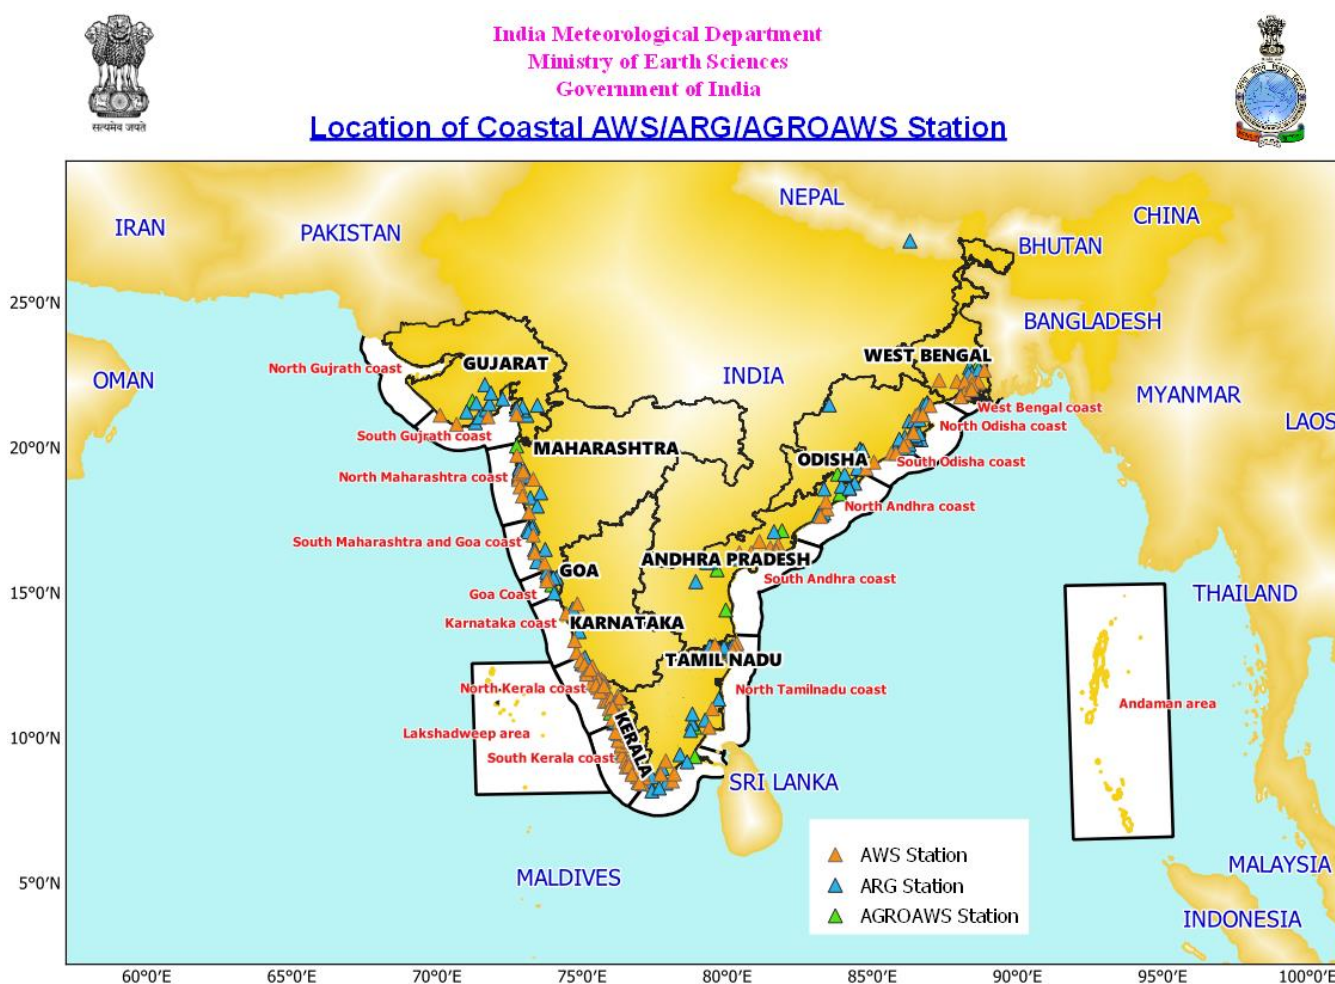 India Meteorological Department
Ministry of Earth Sciences
Government of India
Location of Coastal AWS/ARG/AGROAWS Station
सत्यमेव जयते
NEPAL
CHINA
IRAN
PAKISTAN
BHUTAN
25°0'N
BANGLADESH
WEST BENGAL
GUJARAT
North Gujrath coast
OMAN
INDIA
MYANMAR
West Bengal coast
LAOS
North Odisha coast
South Gujrath coast
20°0'N
MAHARASHTRA
ODISHA
South Odisha coast
North Maharashtra coast
North Andhra coast
South Maharashtra and Goa coast
ANDHRA PRADESH
GOA
South Andhra coast
15°0'N
Goa Coast
THAILAND
Karnataka coast
KARNATAKA
TAMIL NADU
North Kerala coast
North Tamilnadu coast
Andaman area
Lakshadweep area
10°0'N
KERALA
South Kerala coast
SRI LANKA
AWS Station
MALAYSIA
MALDIVES
5°0'N
ARG Station
AGROAWS Station
INDONESIA
60°0'E 65°0'E 70°0'E 75°0'E 80°0'E 85°0'E 90°0'E 95°0'E 100°0'E